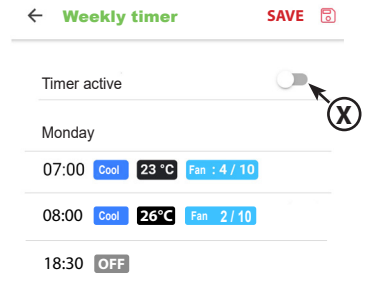 Weekly timer SAVE
Timer active
X
Monday
07:00 Cool 23 °C Fan : 4 / 10
08:00 Cool 26°C Fan 2 / 10
18:30 OFF